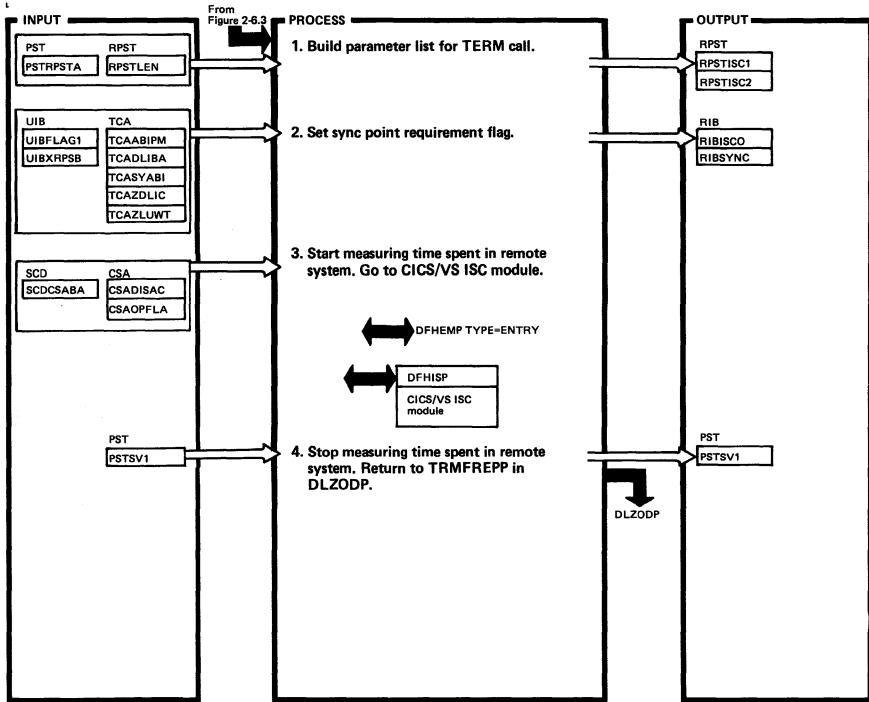 From
Figure 2-6.3
INPUT
PROCESS
OUTPUT
PST RPST
PSTRPSTA RPSTLEN
1. Build parameter list for TERM call.
RPST
RPSTISC1
RPSTISC2
UIB TCA
UIBFLAG1 TCAABIPM
UIBXRPSB TCADLIBA
TCASYABI
TCAZDLIC
TCAZLUWT
2. Set sync point requirement flag.
RIB
RIBISCO
RIBSYNC
SCD CSA
SCDCSABA CSADISAC
CSAOPFLA
3. Start measuring time spent in remote
system. Go to CICS/VS ISC module.
DFHEMP TYPE=ENTRY
DFHISP
CICS/VS ISC
module
PST
PSTSV1
4. Stop measuring time spent in remote
system. Return to TRMFREPP in
DLZODP.
PST
PSTSV1
DLZODP